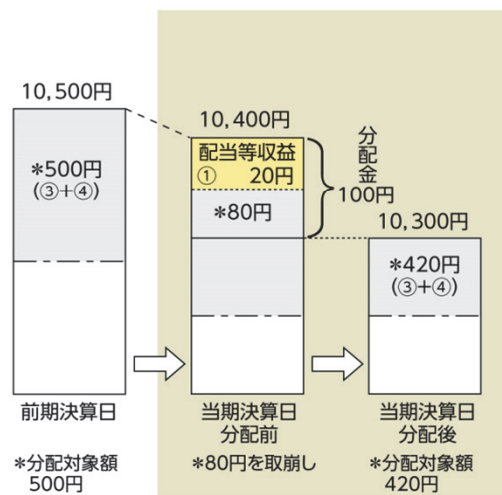 10,500円
*500円
(③+④)
前期決算日
*分配対象額
500円
10,400円
配当等収益
① 20円
*80円
分配金
100円
当期決算日
分配前
*80円を取崩し
10,300円
*420円
(③+④)
当期決算日
分配後
*分配対象額
420円